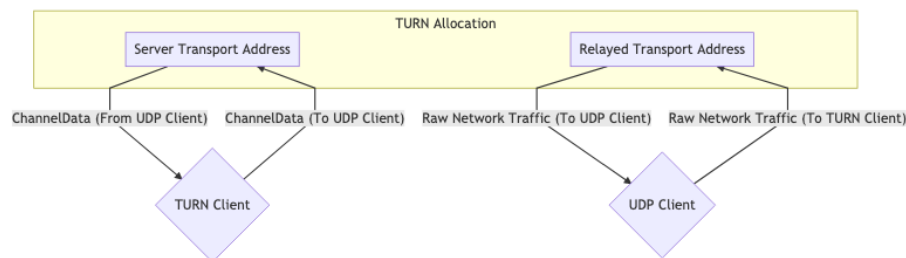 TURN Allocation
Server Transport Address
Relayed Transport Address
ChannelData (From UDP Client)
ChannelData (To UDP Client)
Raw Network Traffic (To UDP Client)
Raw Network Traffic (To TURN Client)
TURN Client
UDP Client